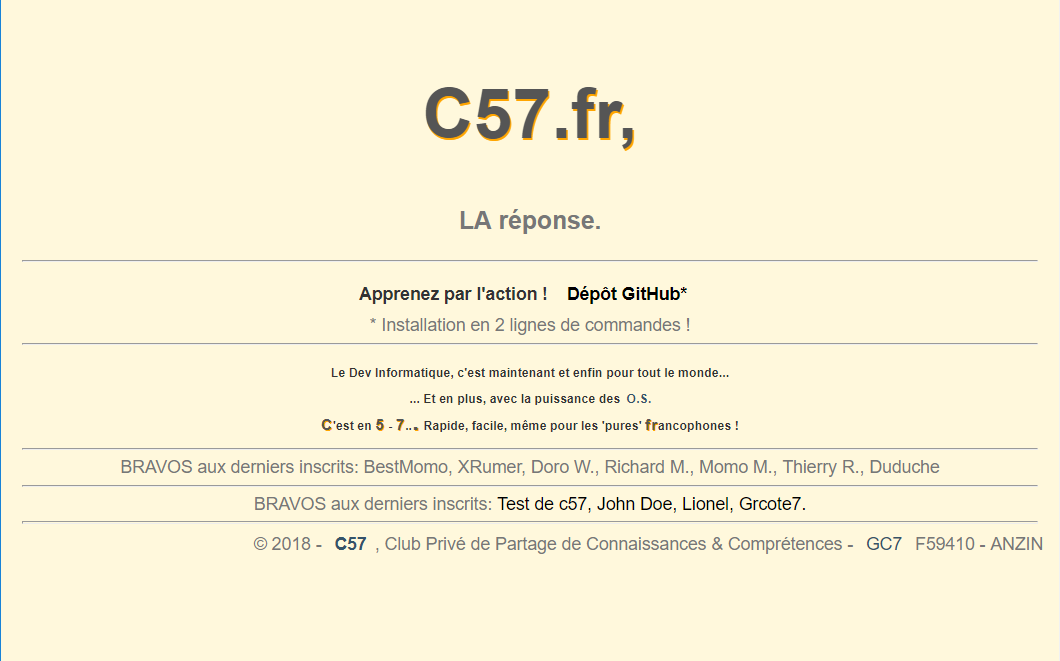 C57.fr,
LA réponse.
Apprenez par l'action ! Dépôt GitHub*
* Installation en 2 lignes de commandes !
Le Dev Informatique, c'est maintenant et enfin pour tout le monde...
... Et en plus, avec la puissance des O.S.
C'est en 5 - 7... Rapide, facile, même pour les 'pures' francophones !
BRAVOS aux derniers inscrits: BestMomo, XRumer, Doro W., Richard M., Momo M., Thierry R., Duduche
BRAVOS aux derniers inscrits: Test de c57, John Doe, Lionel, Grcote7.
© 2018 - C57 , Club Privé de Partage de Connaissances & Comprétences - GC7 F59410 - ANZIN